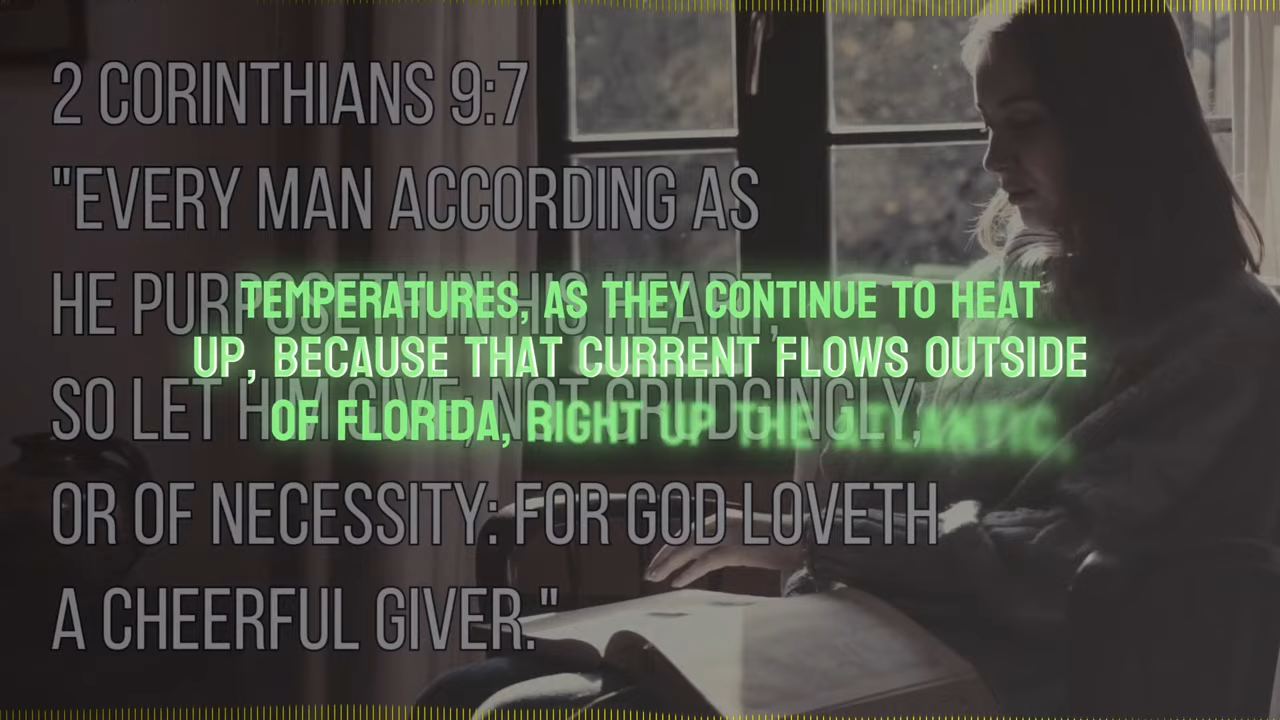 2 CORINTHIANS 9:7
"EVERY MAN ACCORDING AS
HE PURPOSETH IN HIS HEART,
SO LET HIM GIVE, NOT GRUDGINGLY,
OR OF NECESSITY: FOR GOD LOVETH
A CHEERFUL GIVER."
TEMPERATURES, AS THEY CONTINUE TO HEAT
UP, BECAUSE THAT CURRENT FLOWS OUTSIDE
OF FLORIDA, RIGHT UP THE ATLANTIC.